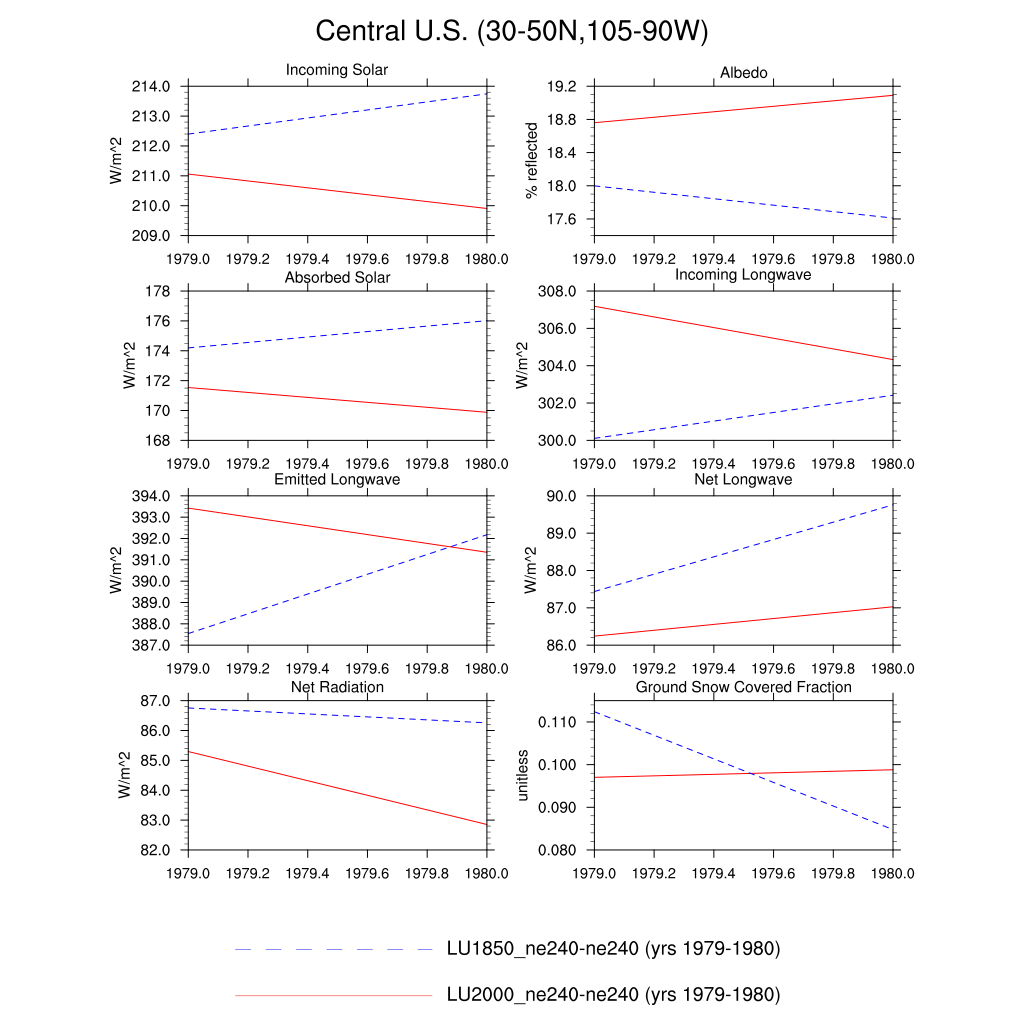 Central U.S. (30-50N,105-90W)
Incoming Solar
W/m^2
214.0
213.0
212.0
211.0
210.0
209.0
1979.0 1979.2 1979.4 1979.6 1979.8 1980.0
Albedo
% reflected
19.2
18.8
18.4
18.0
17.6
1979.0 1979.2 1979.4 1979.6 1979.8 1980.0
Absorbed Solar
W/m^2
178
176
174
172
170
168
1979.0 1979.2 1979.4 1979.6 1979.8 1980.0
Incoming Longwave
W/m^2
308.0
306.0
304.0
302.0
300.0
1979.0 1979.2 1979.4 1979.6 1979.8 1980.0
Emitted Longwave
W/m^2
394.0
393.0
392.0
391.0
390.0
389.0
388.0
387.0
1979.0 1979.2 1979.4 1979.6 1979.8 1980.0
Net Longwave
W/m^2
90.0
89.0
88.0
87.0
86.0
1979.0 1979.2 1979.4 1979.6 1979.8 1980.0
Net Radiation
W/m^2
87.0
86.0
85.0
84.0
83.0
82.0
1979.0 1979.2 1979.4 1979.6 1979.8 1980.0
Ground Snow Covered Fraction
unitless
0.110
0.100
0.090
0.080
1979.0 1979.2 1979.4 1979.6 1979.8 1980.0
LU1850_ne240-ne240 (yrs 1979-1980)
LU2000_ne240-ne240 (yrs 1979-1980)